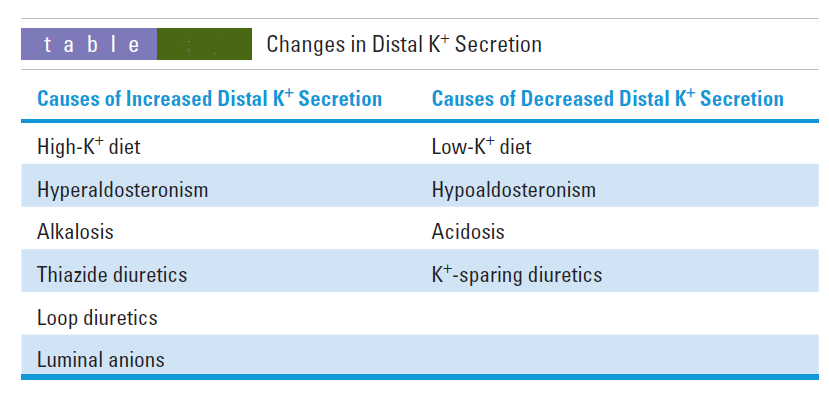 table Changes in Distal K⁺ Secretion
Causes of Increased Distal K⁺ Secretion Causes of Decreased Distal K⁺ Secretion
High-K⁺ diet Low-K⁺ diet
Hyperaldosteronism Hypoaldosteronism
Alkalosis Acidosis
Thiazide diuretics K⁺-sparing diuretics
Loop diuretics
Luminal anions